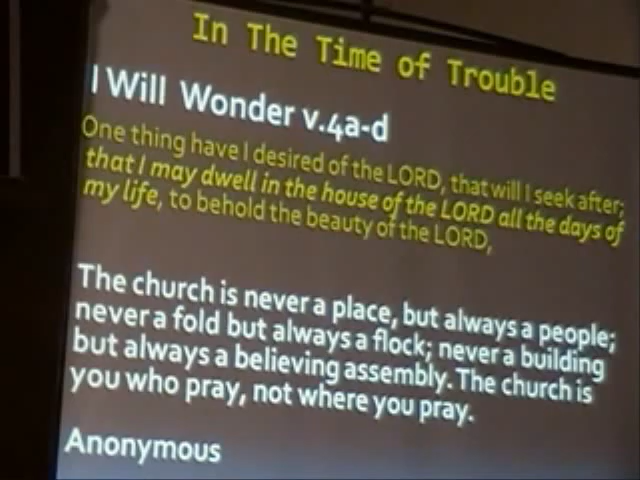 In The Time of Trouble
I Will Wonder v.4a-d
One thing have I desired of the LORD, that will I seek after;
that I may dwell in the house of the LORD all the days of
my life, to behold the beauty of the LORD,
The church is never a place, but always a people;
never a fold but always a flock; never a building
but always a believing assembly. The church is
you who pray, not where you pray.
Anonymous